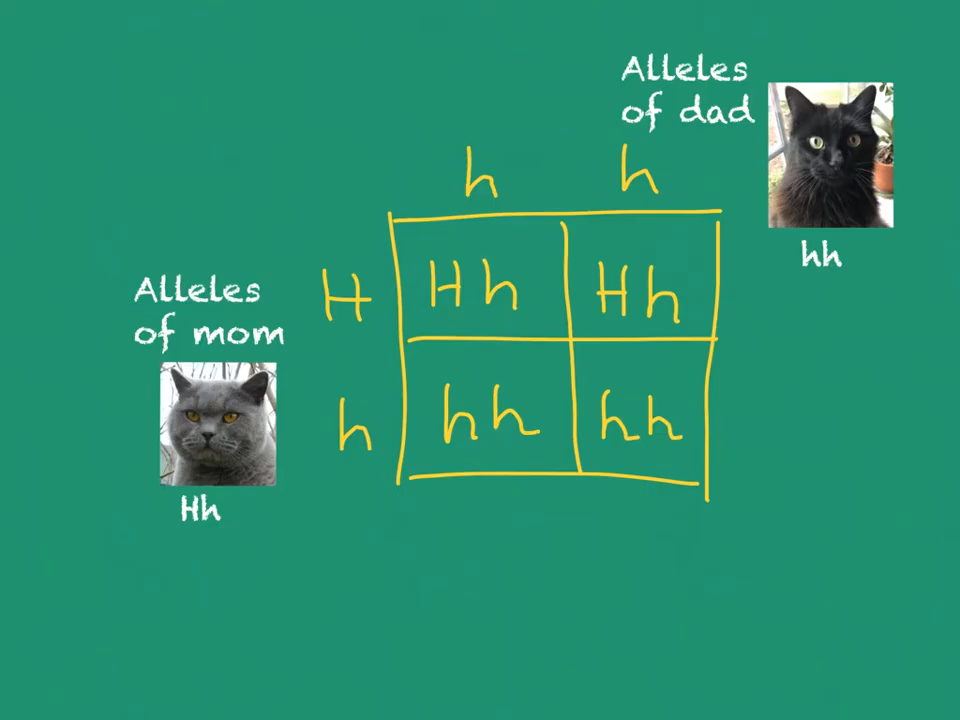 Alleles
of dad
h h
hh
Alleles
of mom
H Hh Hh
h hh hh
Hh